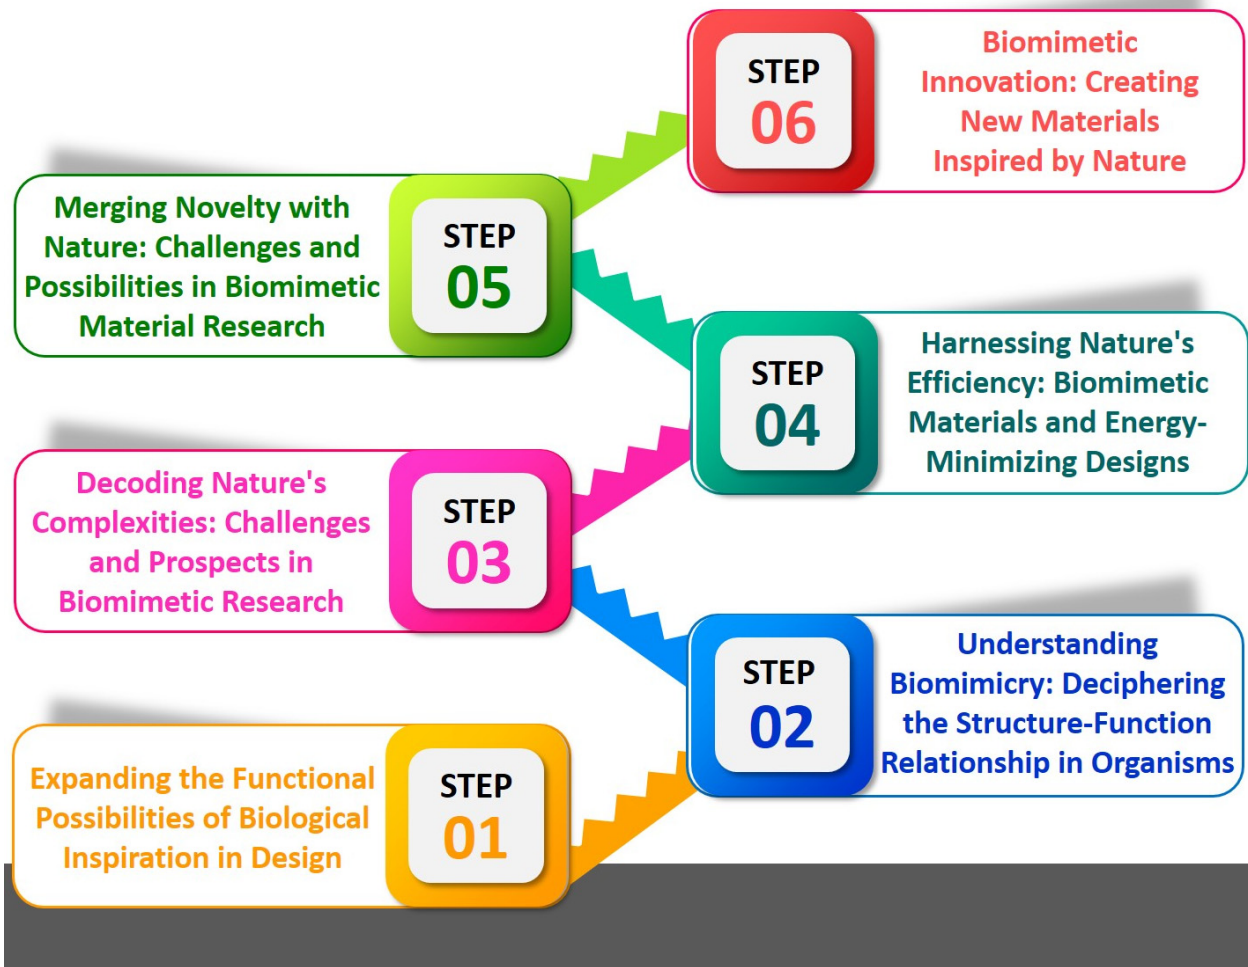 STEP
06
Biomimetic
Innovation: Creating
New Materials
Inspired by Nature
Merging Novelty with
Nature: Challenges and
Possibilities in Biomimetic
Material Research
STEP
05
STEP
04
Harnessing Nature's
Efficiency: Biomimetic
Materials and Energy-
Minimizing Designs
Decoding Nature's
Complexities: Challenges
and Prospects in
Biomimetic Research
STEP
03
STEP
02
Understanding
Biomimicry: Deciphering
the Structure-Function
Relationship in Organisms
Expanding the Functional
Possibilities of Biological
Inspiration in Design
STEP
01